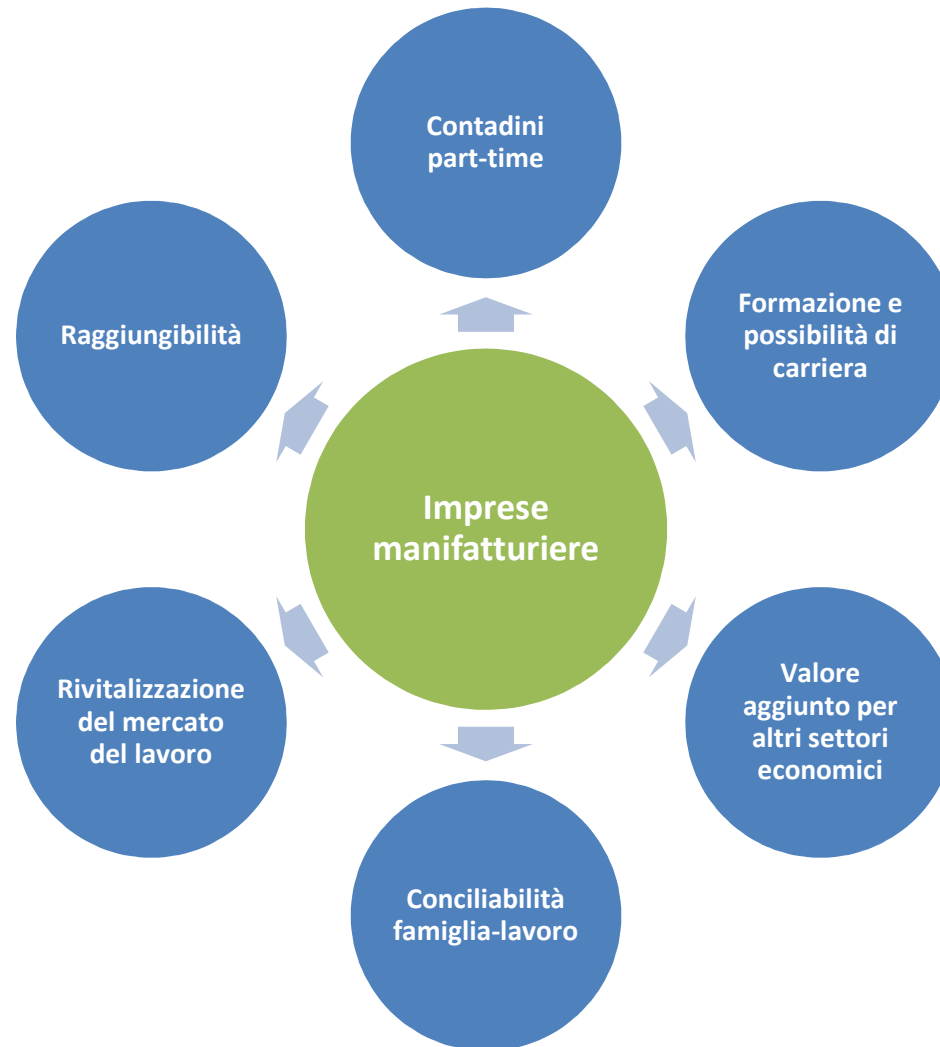 Contadini
part-time
Formazione e
possibilità di
carriera
Valore
aggiunto per
altri settori
economici
Conciliabilità
famiglia-lavoro
Rivitalizzazione
del mercato
del lavoro
Raggiungibilità
Imprese
manifatturiere